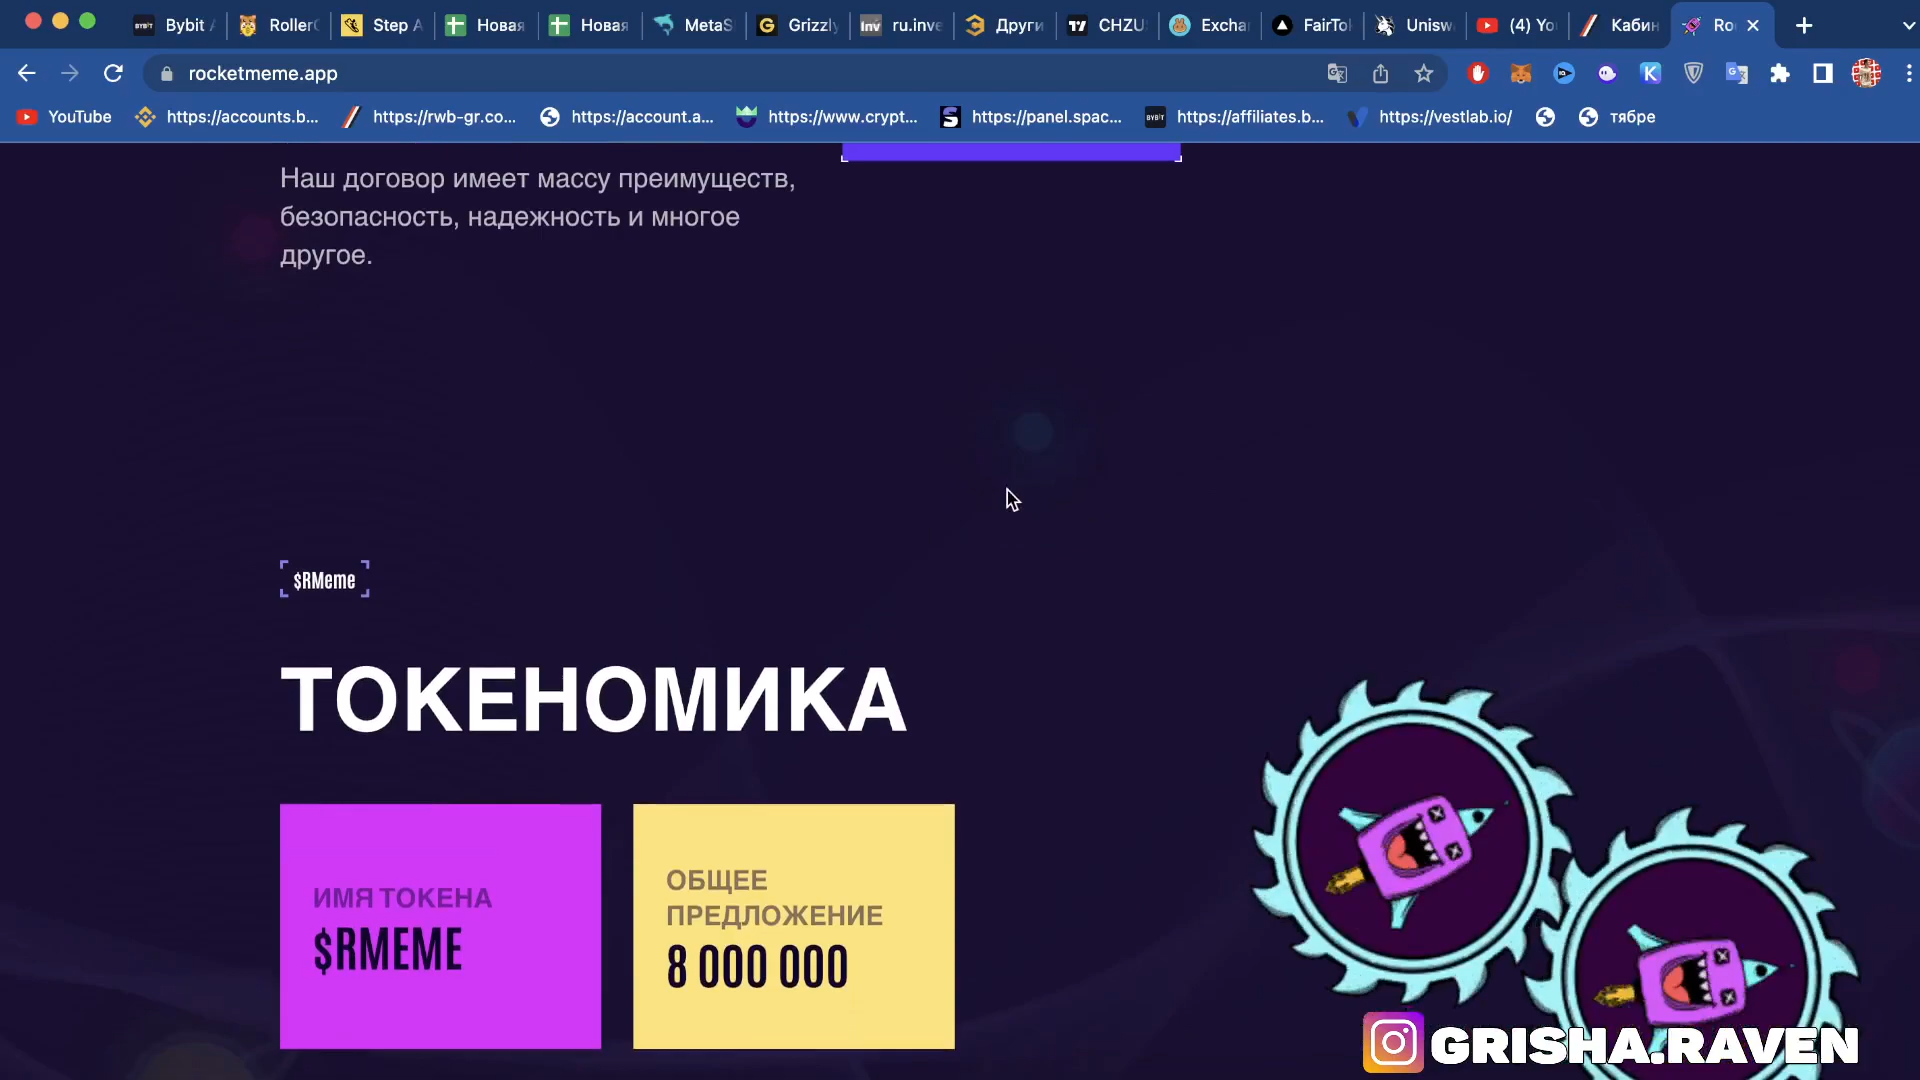 Bybit
Roller
Step A
Новая
Новая
MetaS
Grizzly
ru.inve
Други
CHZU
Excha
FairTo
Unisw
(4) Yo
Кабин
Ro
rocketmeme.app
YouTube
https://accounts.b...
https://rwb-gr.co...
https://account.a...
https://www.crypt...
https://panel.spac...
BYBIT
https://affiliates.b...
https://vestlab.io/
тябре
Наш договор имеет массу преимуществ,
безопасность, надежность и многое
другое.
$RMeme
ТОКЕНОМИКА
ИМЯ ТОКЕНА
$RMEME
ОБЩЕЕ
ПРЕДЛОЖЕНИЕ
8 000 000
GRISHA.RAVEN